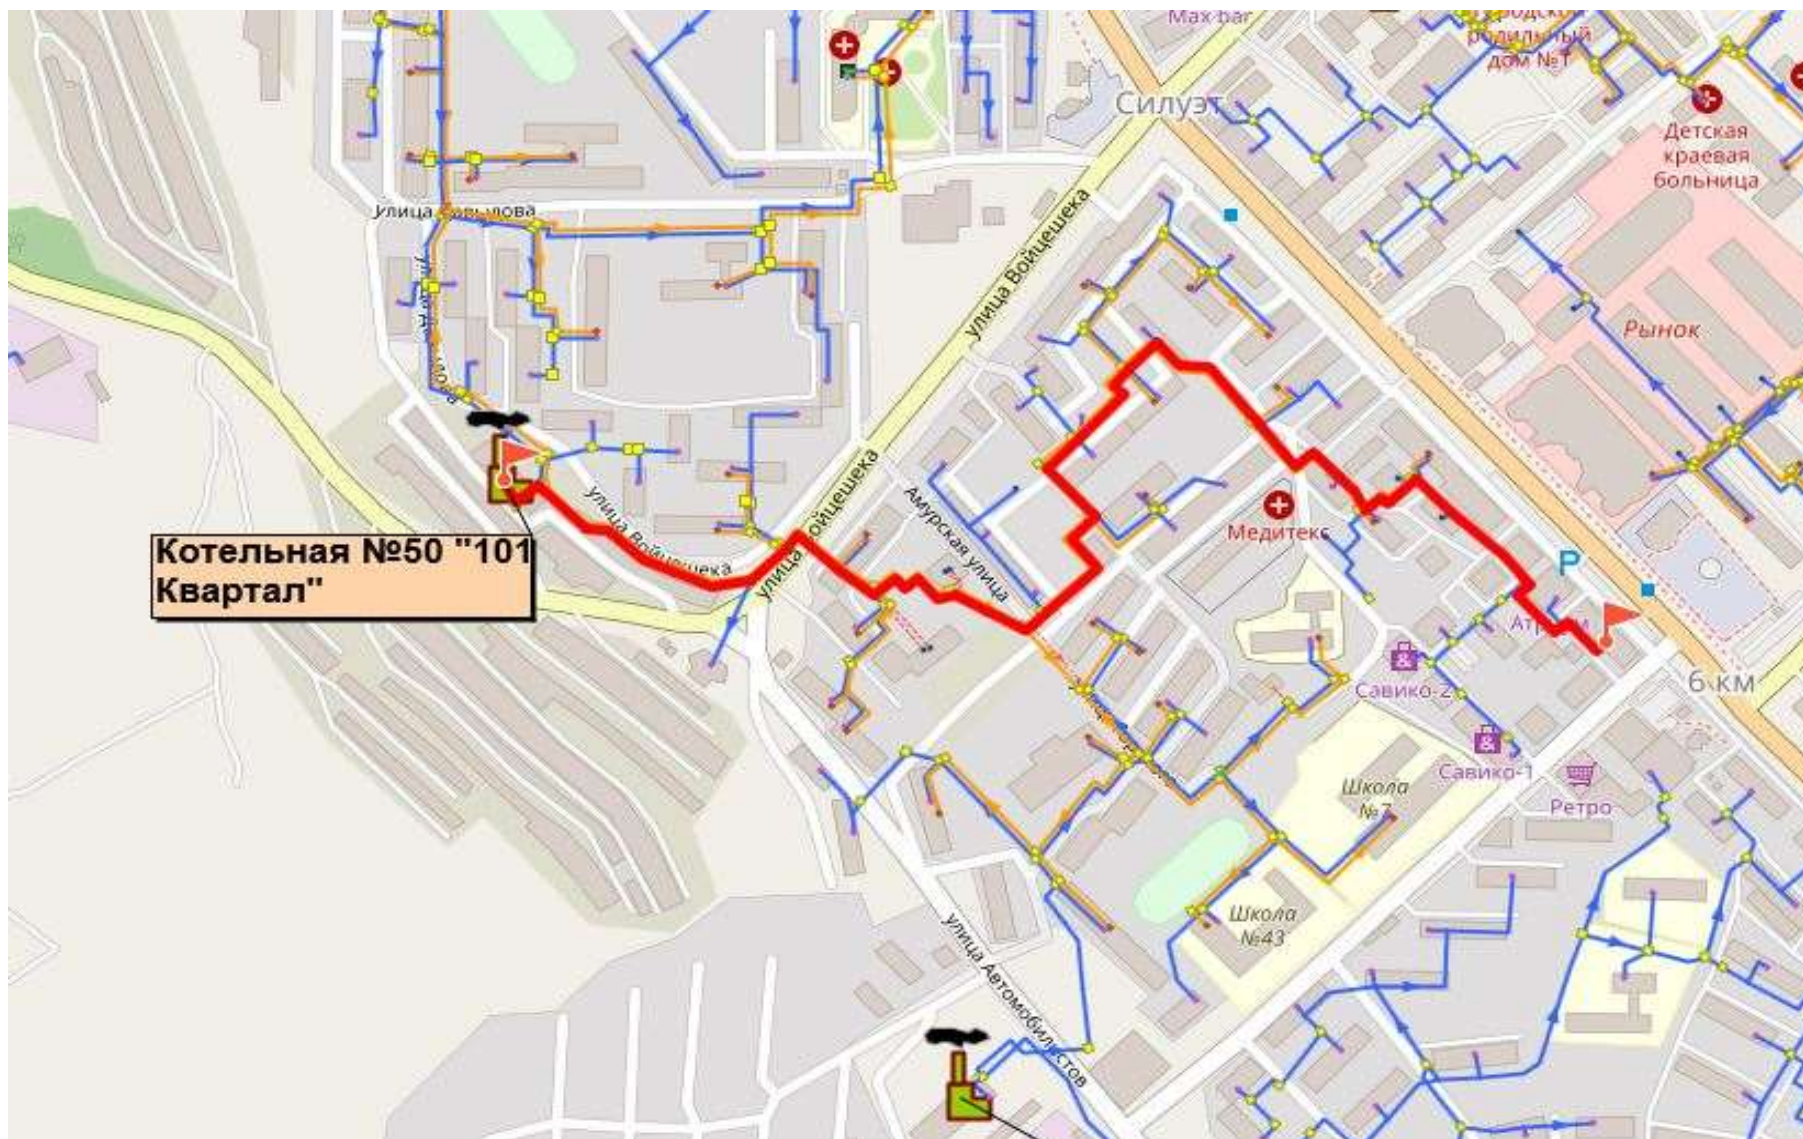 Max bar
родильный
дом №1
Силуэт
Детская
краевая
больница
улица
улица Войцешека
Рынок
улица Войцешека
Амурская улица
улица Войцешека
Медитекс
Котельная №50 "101
Квартал"
P
6 км
Савико-2
Савико-1
Школа
№7
Ретро
Школа
№43
улица Автомобилистов